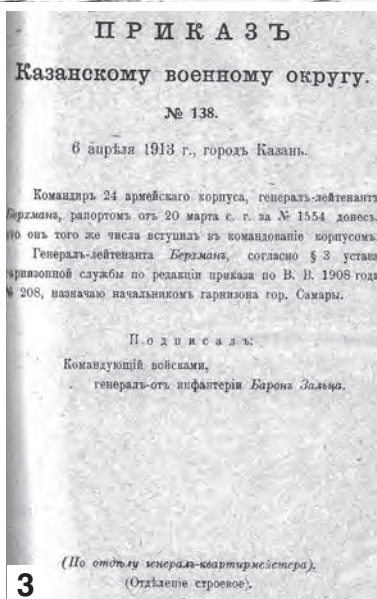 ПРИКАЗЪ
Казанскому военному округу.
№ 138.
6 апрѣля 1913 г., городъ Казань.
Командиръ 24 армейскаго корпуса, генералъ-лейтенантъ
Берхманъ, рапортомъ отъ 20 марта с. г. за № 1554 донесъ,
что онъ того же числа вступилъ въ командованіе корпусомъ.
Генералъ-лейтенанта Берхманъ, согласно § 3 устава
гарнизонной службы по редакціи приказа по В. В. 1908 года
№ 208, назначаю начальникомъ гарнизона гор. Самары.
Подписалъ:
Командующій войсками,
генералъ-отъ инфантеріи Баронъ Зальца.
(По отдѣлу генералъ-квартирмейстера).
(Отдѣленіе строевое).
3